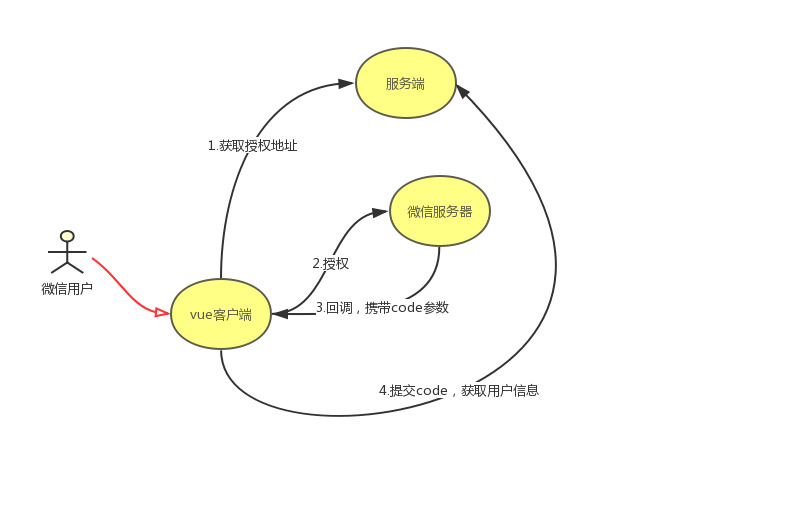 服务端
1.获取授权地址
微信服务器
2.授权
微信用户
3.回调，携带code参数
vue客户端
4.提交code，获取用户信息